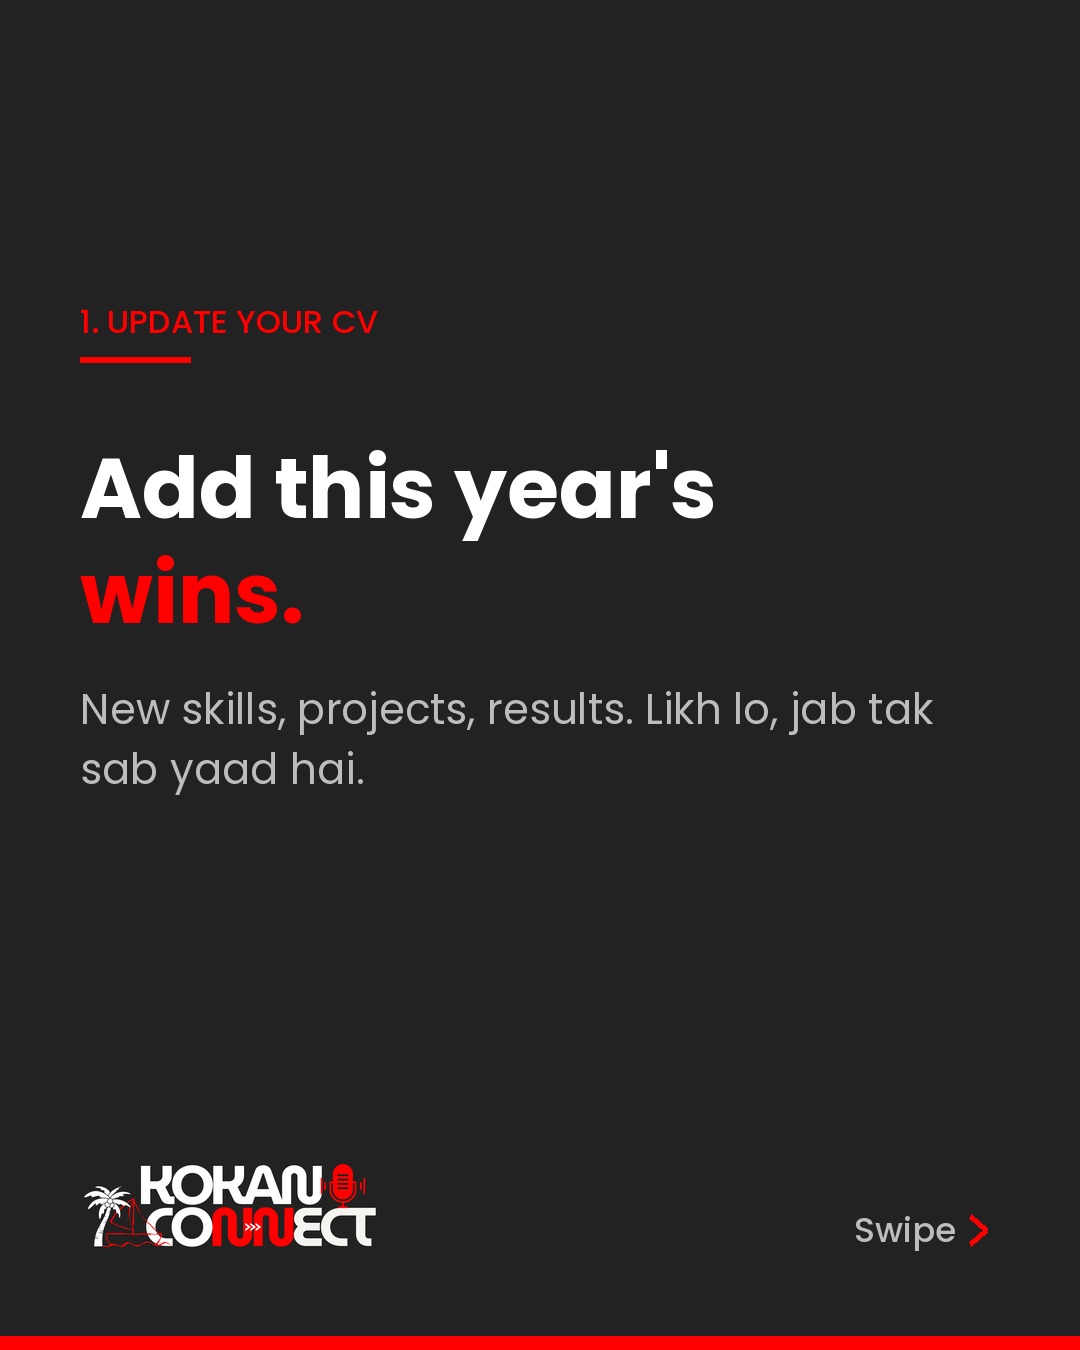 1. UPDATE YOUR CV
Add this year's
wins.
New skills, projects, results. Likh lo, jab tak
sab yaad hai.
KOKAN
CONNECT
Swipe